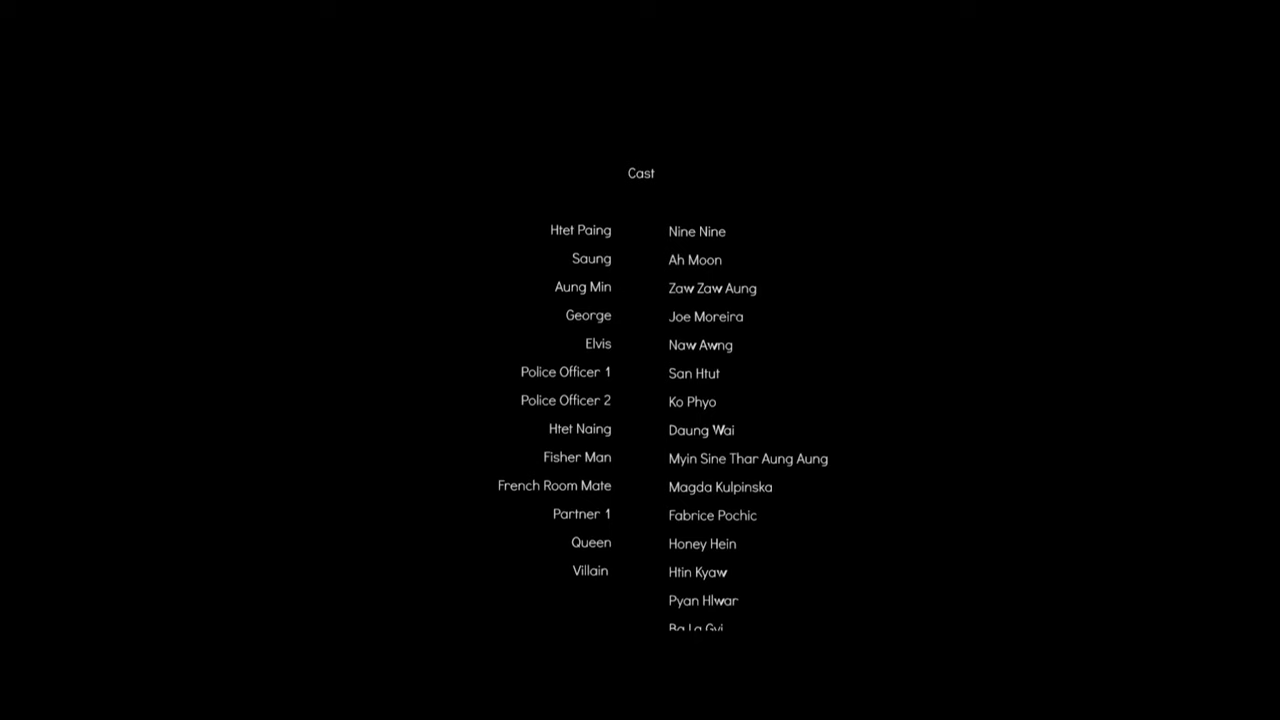 Cast
Htet Paing Nine Nine
Saung Ah Moon
Aung Min Zaw Zaw Aung
George Joe Moreira
Elvis Naw Awng
Police Officer 1 San Htut
Police Officer 2 Ko Phyo
Htet Naing Daung Wai
Fisher Man Myin Sine Thar Aung Aung
French Room Mate Magda Kulpinska
Partner 1 Fabrice Pochic
Queen Honey Hein
Villain Htin Kyaw
Pyan Hlwar
Ba La Gyi